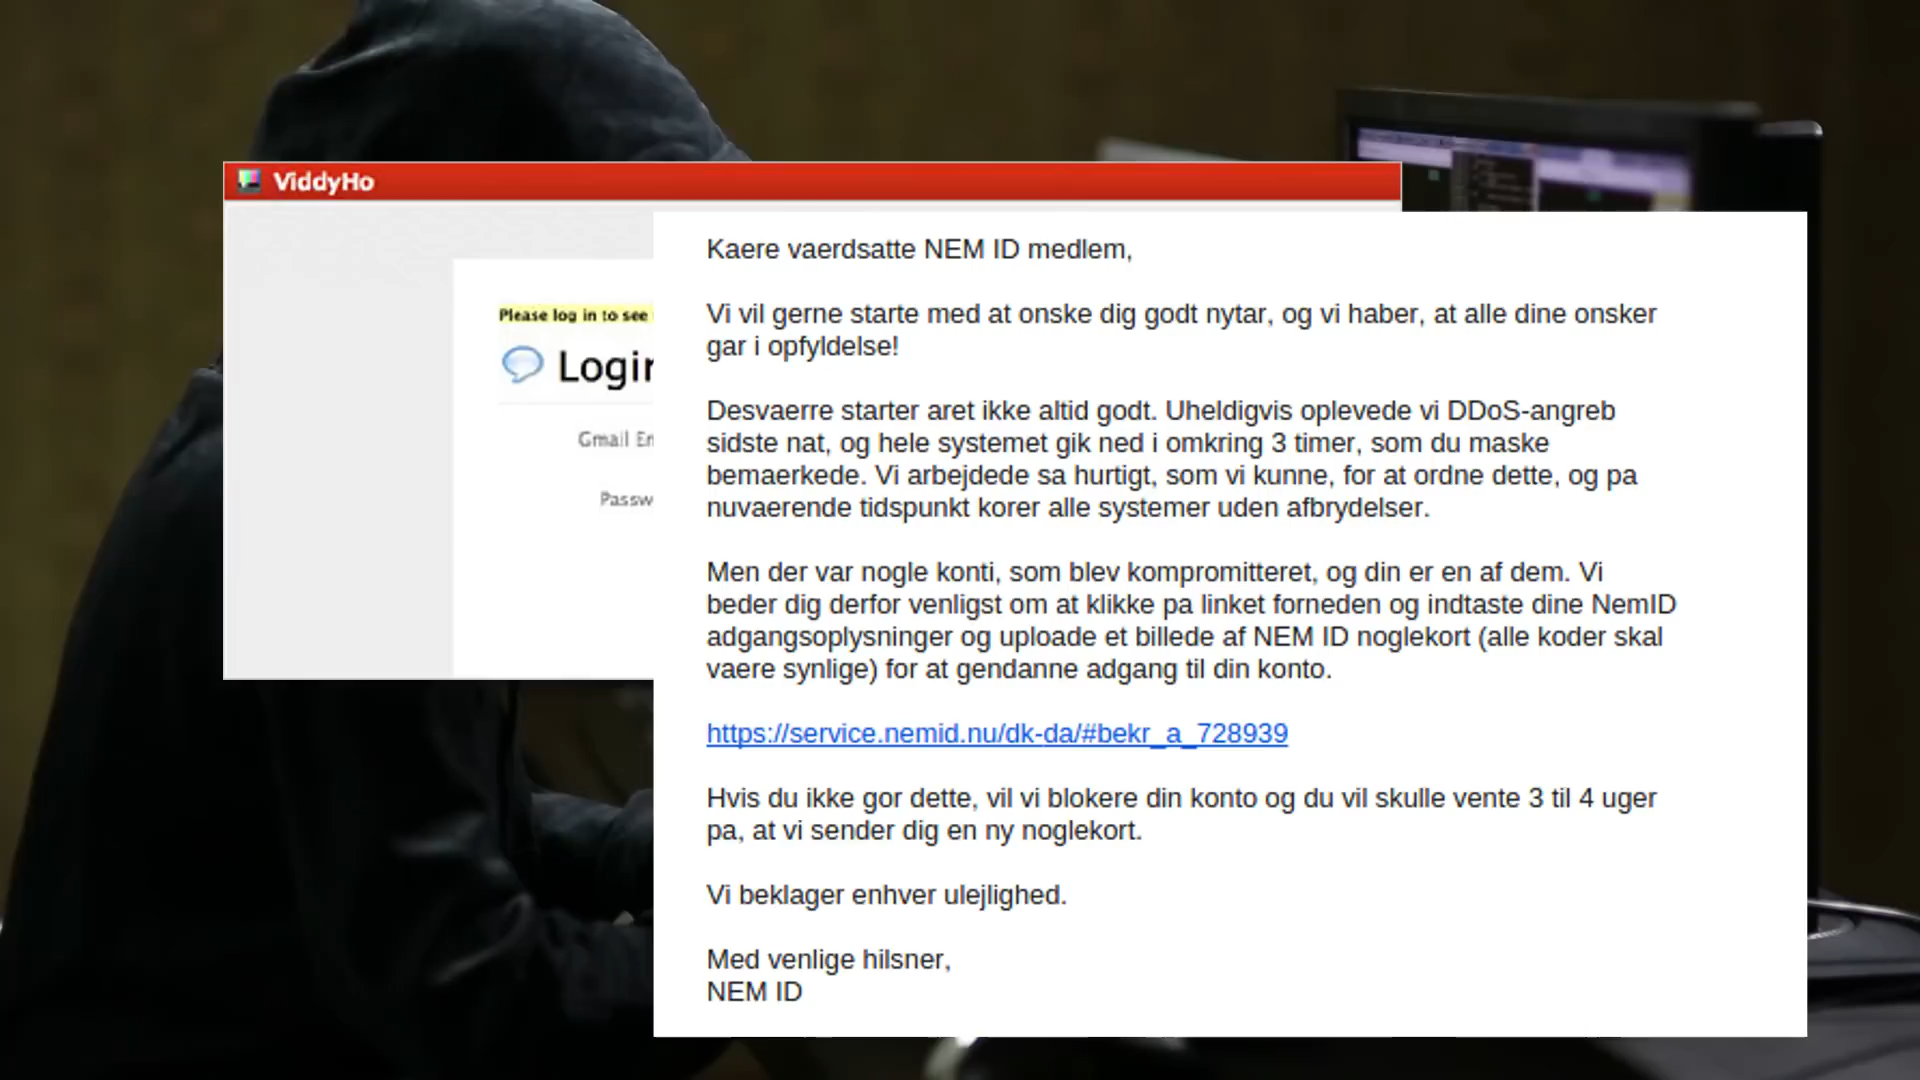 ViddyHo
Please log in to see
Login
Gmail
Kaere vaerdsatte NEM ID medlem,
Vi vil gerne starte med at onske dig godt nytar, og vi haber, at alle dine onsker
gar i opfyldelse!
Desvaerre starter aret ikke altid godt. Uheldigvis oplevede vi DDoS-angreb
sidste nat, og hele systemet gik ned i omkring 3 timer, som du maske
bemaerkede. Vi arbejdede sa hurtigt, som vi kunne, for at ordne dette, og pa
nuvaerende tidspunkt korer alle systemer uden afbrydelser.
Men der var nogle konti, som blev kompromitteret, og din er en af dem. Vi
beder dig derfor venligst om at klikke pa linket forneden og indtaste dine NemID
adgangsoplysninger og uploade et billede af NEM ID noglekort (alle koder skal
vaere synlige) for at gendanne adgang til din konto.
https://service.nemid.nu/dk-da/#bekr_a_728939
Hvis du ikke gor dette, vil vi blokere din konto og du vil skulle vente 3 til 4 uger
pa, at vi sender dig en ny noglekort.
Vi beklager enhver ulejlighed.
Med venlige hilsner,
NEM ID